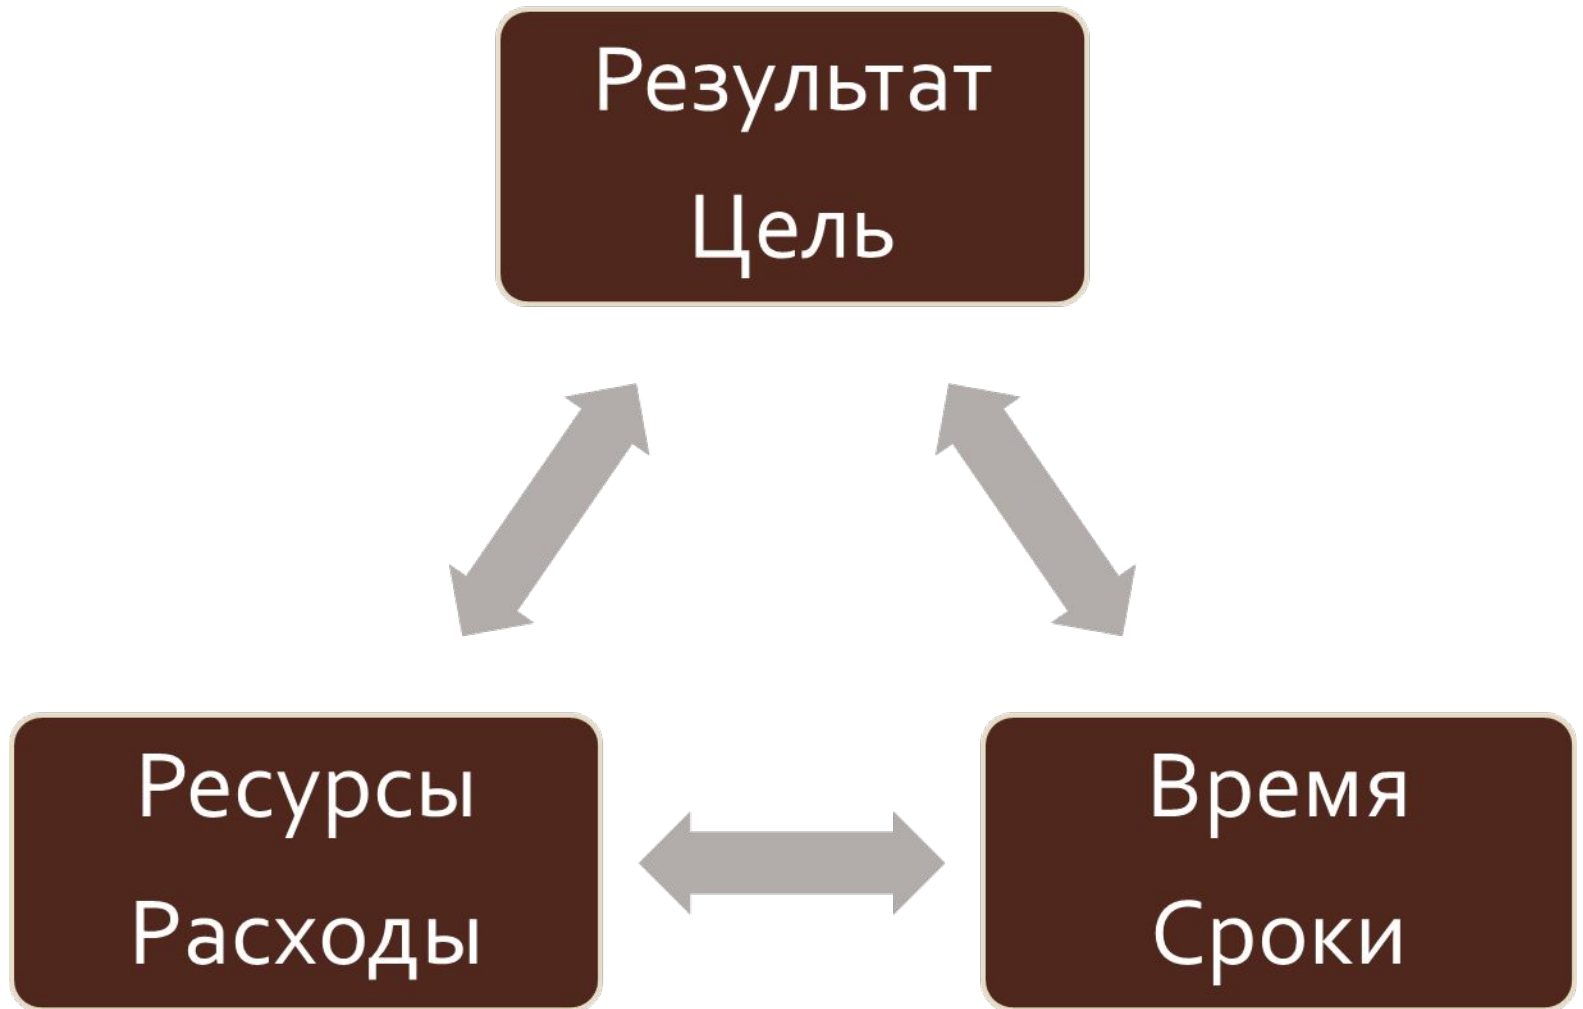 Результат
Цель
Ресурсы
Расходы
Время
Сроки